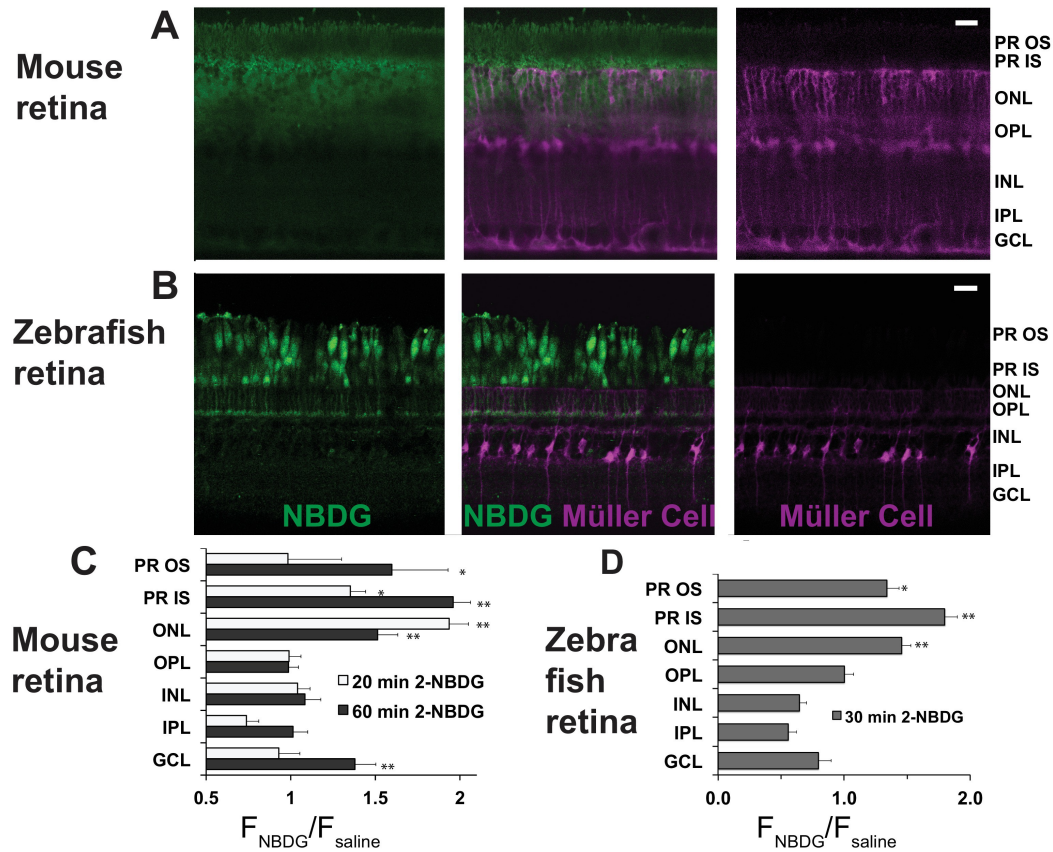 A
Mouse
retina
PR OS
PR IS
ONL
OPL
INL
IPL
GCL
B
Zebrafish
retina
PR OS
PR IS
ONL
OPL
INL
IPL
GCL
NBDG
NBDG Müller Cell
Müller Cell
C
Mouse
retina
PR OS
*
PR IS
*
**
ONL
**
**
OPL
INL
IPL
GCL
**
20 min 2-NBDG
60 min 2-NBDG
0.5 1 1.5 2
FNBDG/Fsaline
D
Zebra
fish
retina
PR OS
*
PR IS
**
ONL
**
OPL
INL
IPL
GCL
30 min 2-NBDG
0.0 1.0 2.0
FNBDG/Fsaline